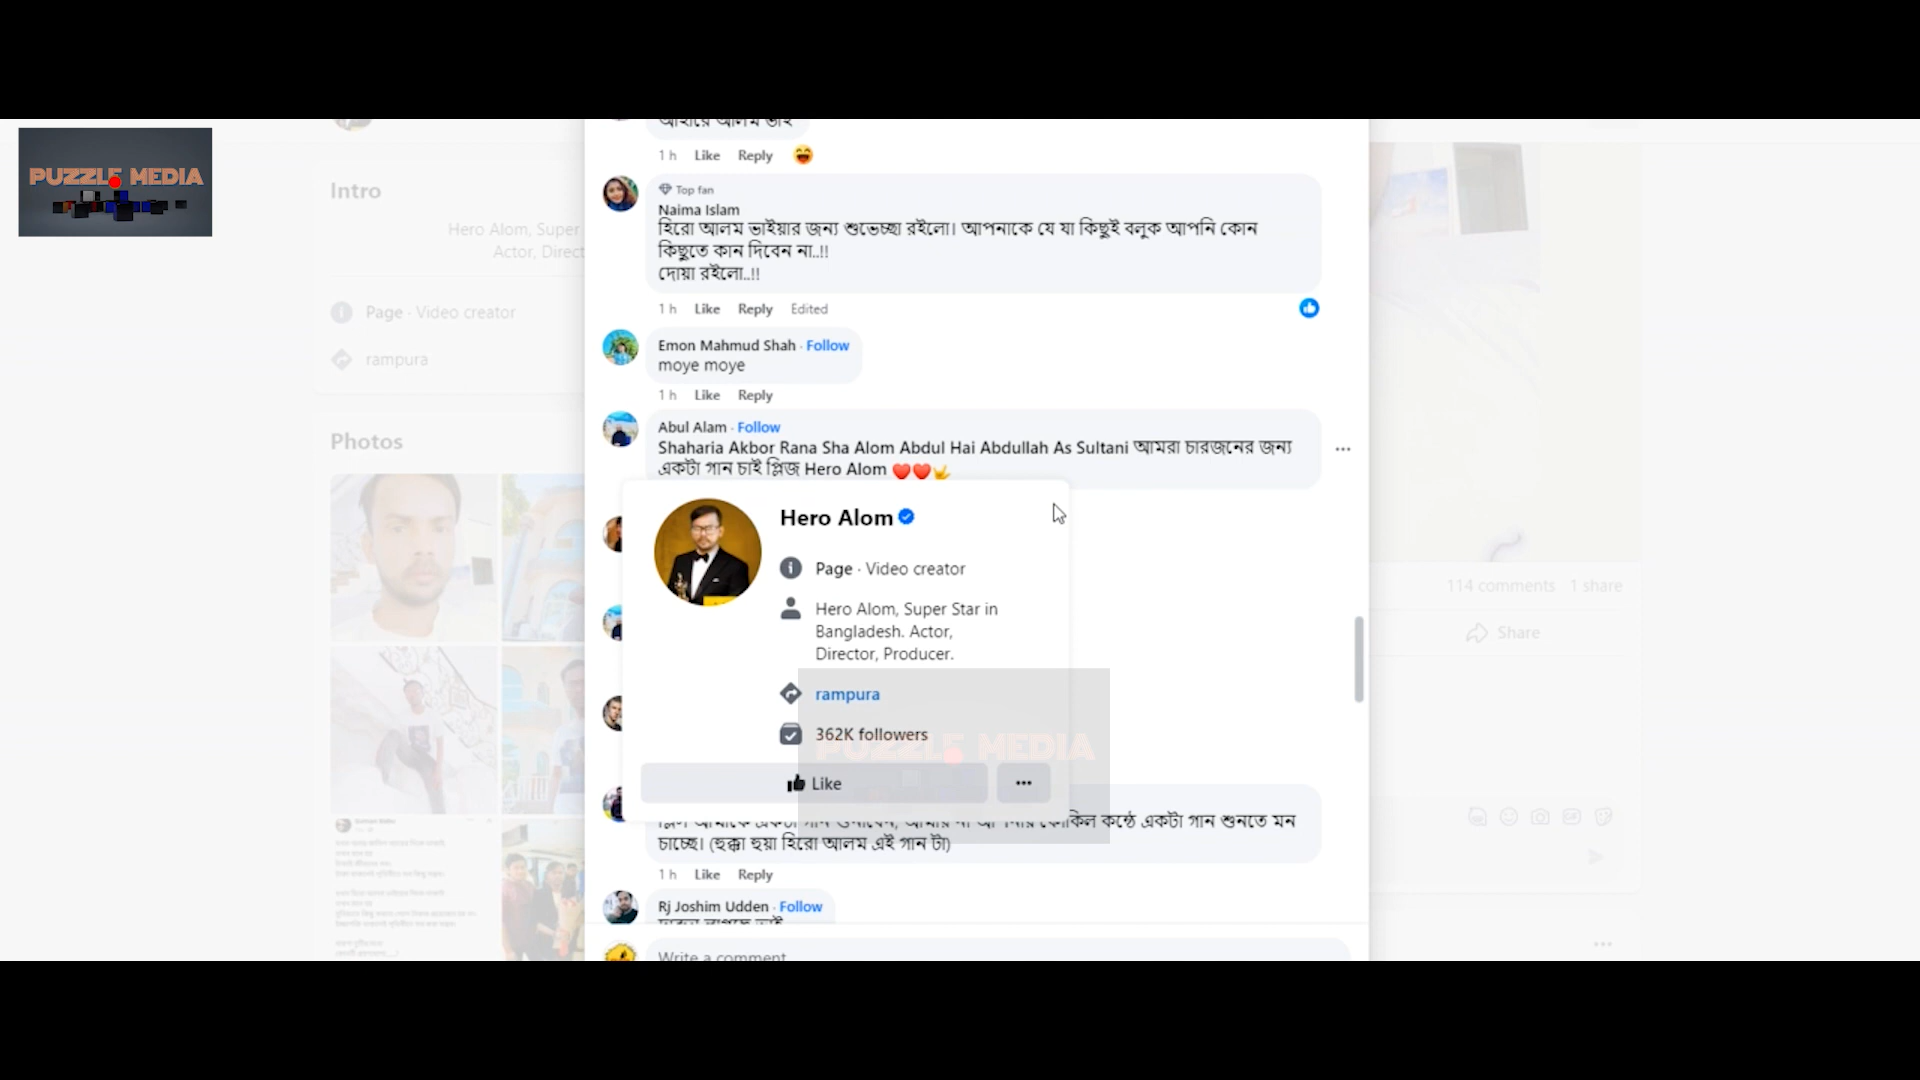 PUZZLE MEDIA
Intro
Hero Alom, Super
Actor, Direct
Page · Video creator
rampura
Photos
আহারে আলম ভাই
1 h Like Reply
Top fan
Naima Islam
হিরো আলম ভাইয়ার জন্য শুভেচ্ছা রইলো। আপনাকে যে যা কিছুই বলুক আপনি কোন
কিছুতে কান দিবেন না..!!
দোয়া রইলো..!!
1 h Like Reply Edited
Emon Mahmud Shah · Follow
moye moye
1 h Like Reply
Abul Alam · Follow
Shaharia Akbor Rana Sha Alom Abdul Hai Abdullah As Sultani আমরা চারজনের জন্য
একটা গান চাই প্লিজ Hero Alom ❤️❤️🤟
Hero Alom
Page · Video creator
Hero Alom, Super Star in
Bangladesh. Actor,
Director, Producer.
rampura
362K followers
PUZZLE MEDIA
Like
কন্ঠে একটা গান শুনতে মন
চাচ্ছে। (হুক্কা হুয়া হিরো আলম এই গান টা)
1 h Like Reply
Rj Joshim Udden · Follow
Write a comment
114 comments 1 share
Share